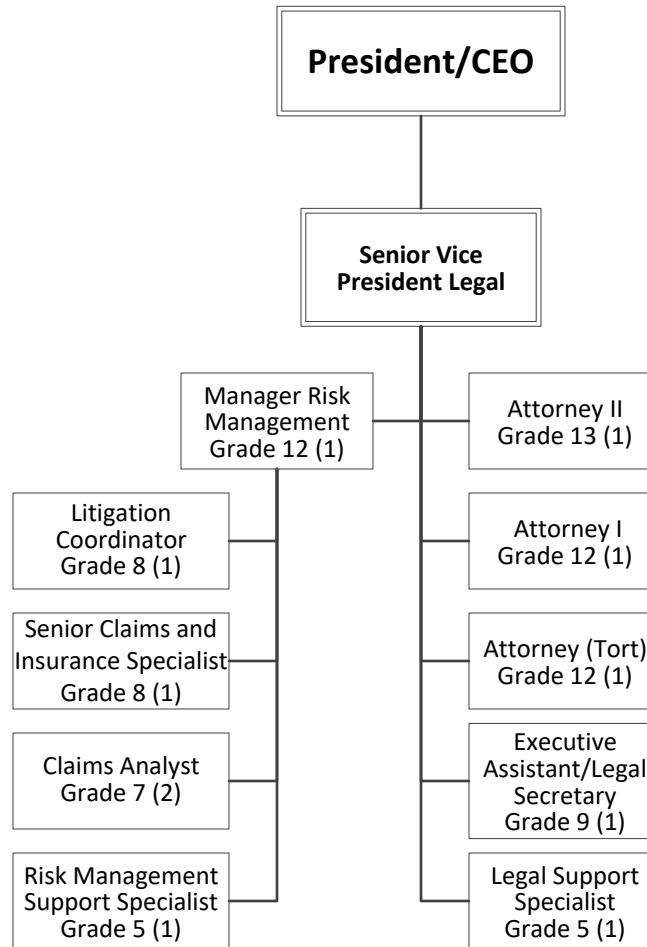 President/CEO
Senior Vice
President Legal
Manager Risk
Management
Grade 12 (1)
Attorney II
Grade 13 (1)
Litigation
Coordinator
Grade 8 (1)
Attorney I
Grade 12 (1)
Senior Claims and
Insurance Specialist
Grade 8 (1)
Attorney (Tort)
Grade 12 (1)
Claims Analyst
Grade 7 (2)
Executive
Assistant/Legal
Secretary
Grade 9 (1)
Risk Management
Support Specialist
Grade 5 (1)
Legal Support
Specialist
Grade 5 (1)